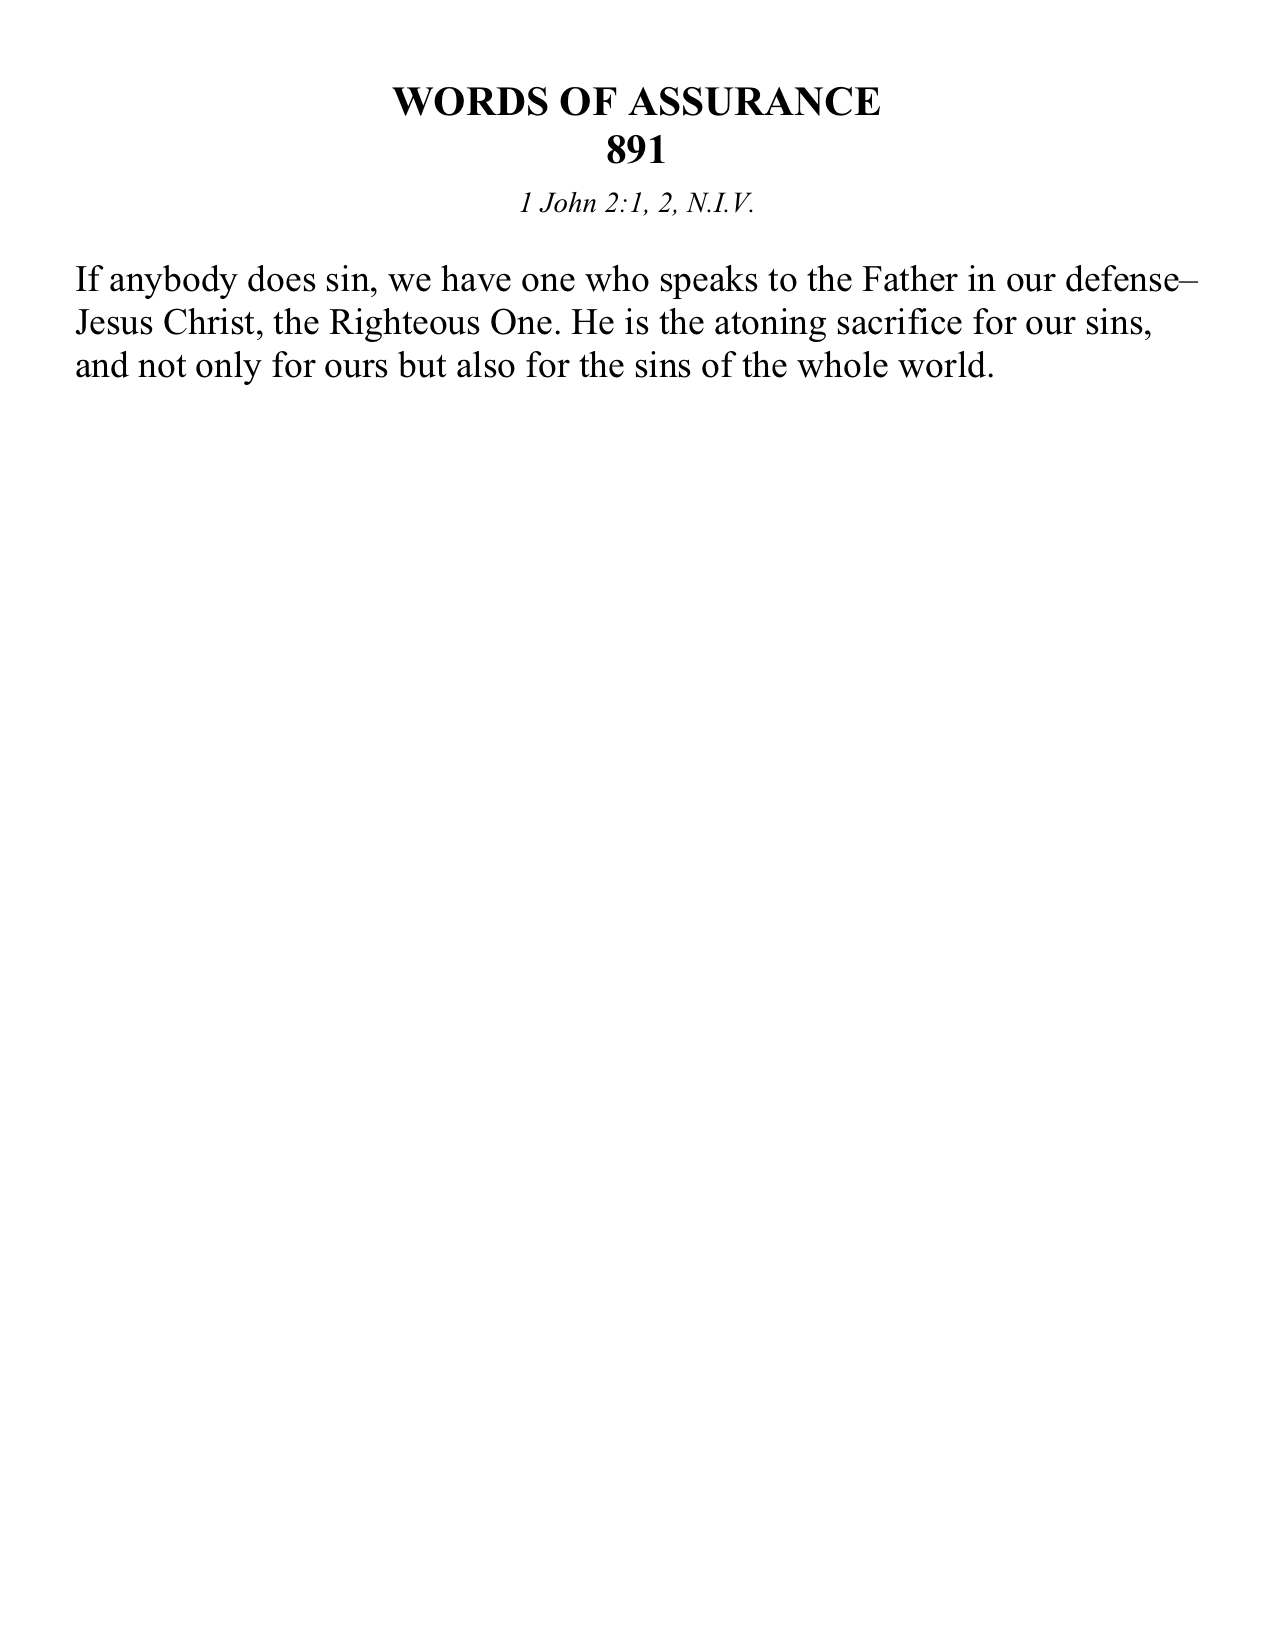 WORDS OF ASSURANCE
891
1 John 2:1, 2, N.I.V.
If anybody does sin, we have one who speaks to the Father in our defense–
Jesus Christ, the Righteous One. He is the atoning sacrifice for our sins,
and not only for ours but also for the sins of the whole world.